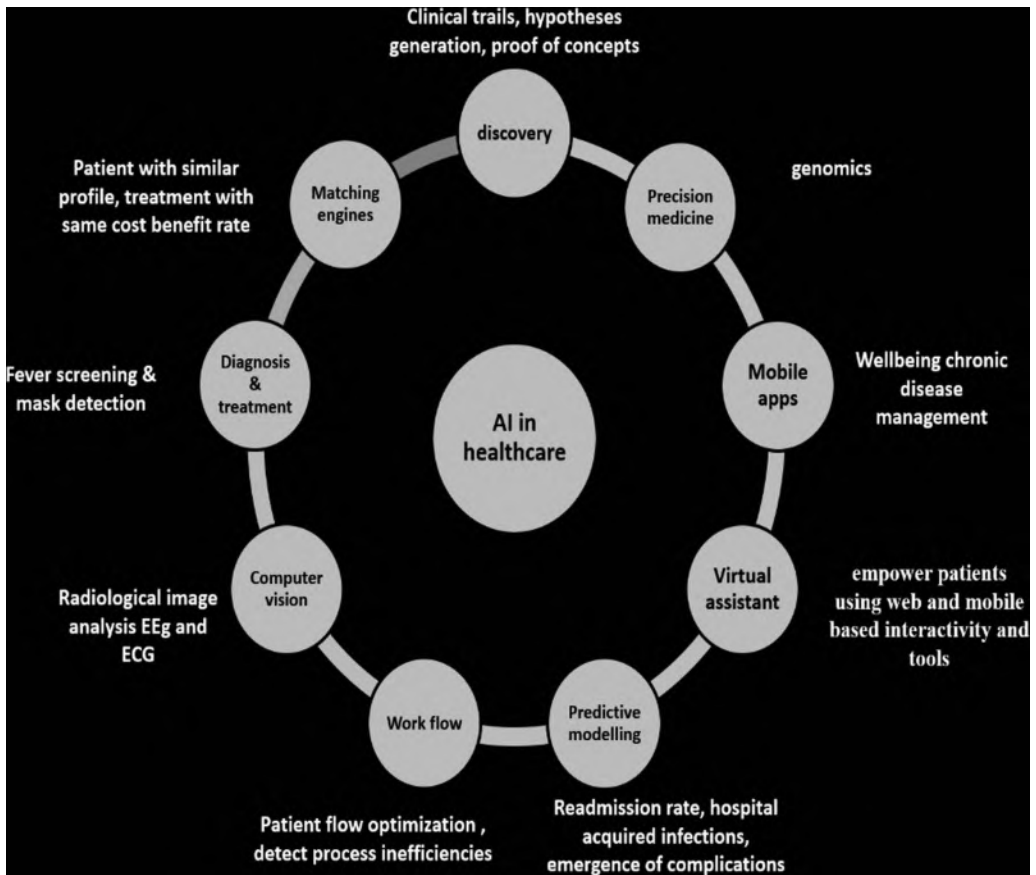 Clinical trails, hypotheses
generation, proof of concepts
discovery
Precision
medicine
genomics
Mobile
apps
Wellbeing chronic
disease
management
Virtual
assistant
empower patients
using web and mobile
based interactivity and
tools
Predictive
modelling
Readmission rate, hospital
acquired infections,
emergence of complications
Work flow
Patient flow optimization ,
detect process inefficiencies
Computer
vision
Radiological image
analysis EEg and
ECG
Diagnosis
&
treatment
Fever screening &
mask detection
Matching
engines
Patient with similar
profile, treatment with
same cost benefit rate
AI in
healthcare